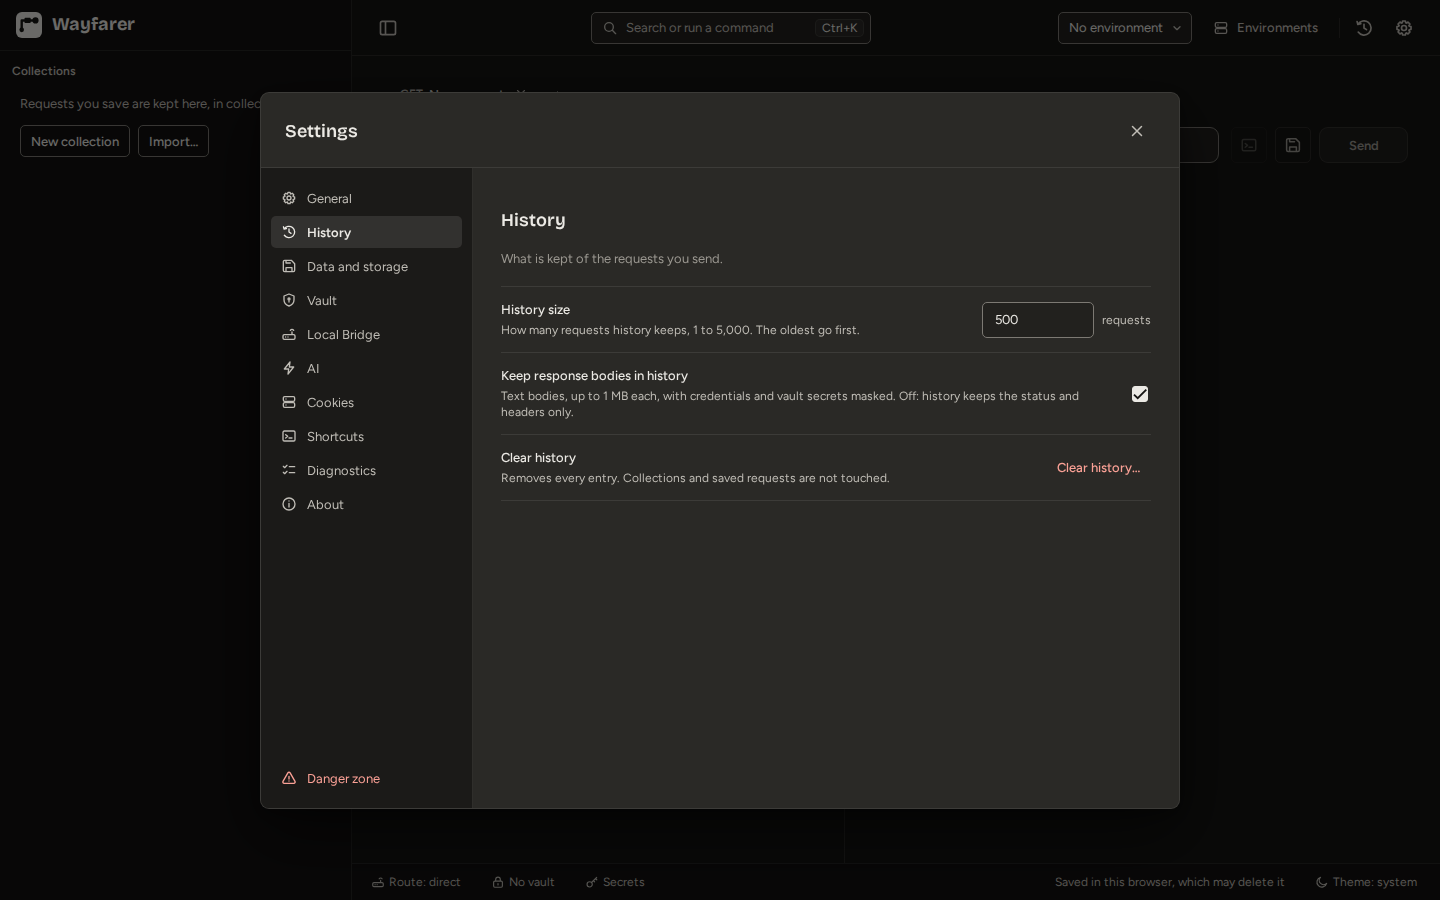 Wayfarer
Search or run a command
Ctrl+K
No environment
Environments
Collections
Requests you save are kept here, in
New collection
Import...
Send
Settings
General
History
Data and storage
Vault
Local Bridge
AI
Cookies
Shortcuts
Diagnostics
About
Danger zone
History
What is kept of the requests you send.
History size
How many requests history keeps, 1 to 5,000. The oldest go first.
500
requests
Keep response bodies in history
Text bodies, up to 1 MB each, with credentials and vault secrets masked. Off: history keeps the status and
headers only.
Clear history
Removes every entry. Collections and saved requests are not touched.
Clear history...
Route: direct
No vault
Secrets
Saved in this browser, which may delete it
Theme: system